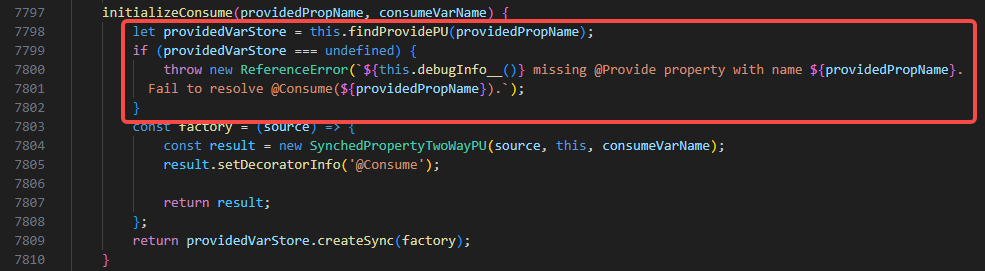 7797 initializeConsume(providedPropName, consumeVarName) {
7798 let providedVarStore = this.findProvidePU(providedPropName);
7799 if (providedVarStore === undefined) {
7800 throw new ReferenceError(`${this.debugInfo__()} missing @Provide property with name ${providedPropName}.
7801 Fail to resolve @Consume(${providedPropName}).`);
7802 }
7803 const factory = (source) => {
7804 const result = new SynchedPropertyTwoWayPU(source, this, consumeVarName);
7805 result.setDecoratorInfo('@Consume');
7806
7807 return result;
7808 };
7809 return providedVarStore.createSync(factory);
7810 }